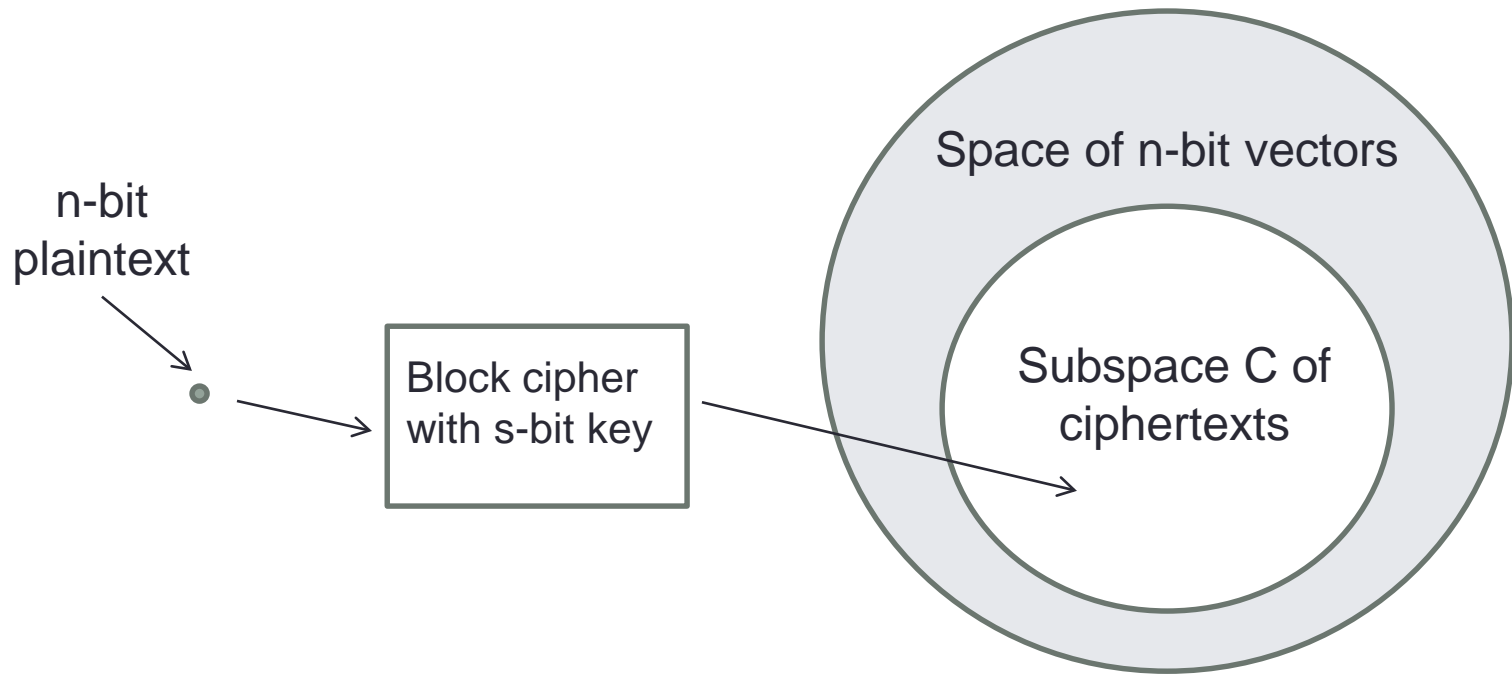 n-bit
plaintext
Block cipher
with s-bit key
Space of n-bit vectors
Subspace C of
ciphertexts